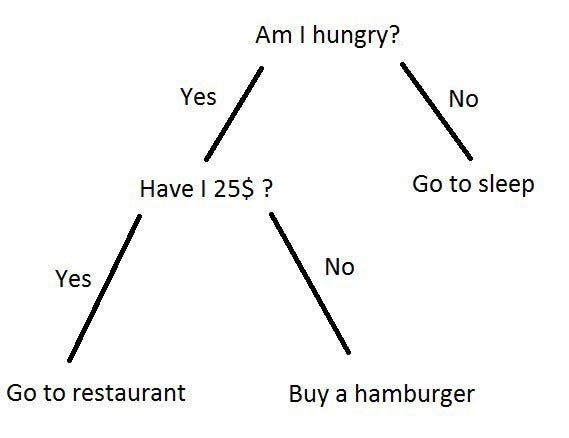 Am I hungry?
Yes
No
Have I 25$ ?
Go to sleep
Yes
No
Go to restaurant
Buy a hamburger